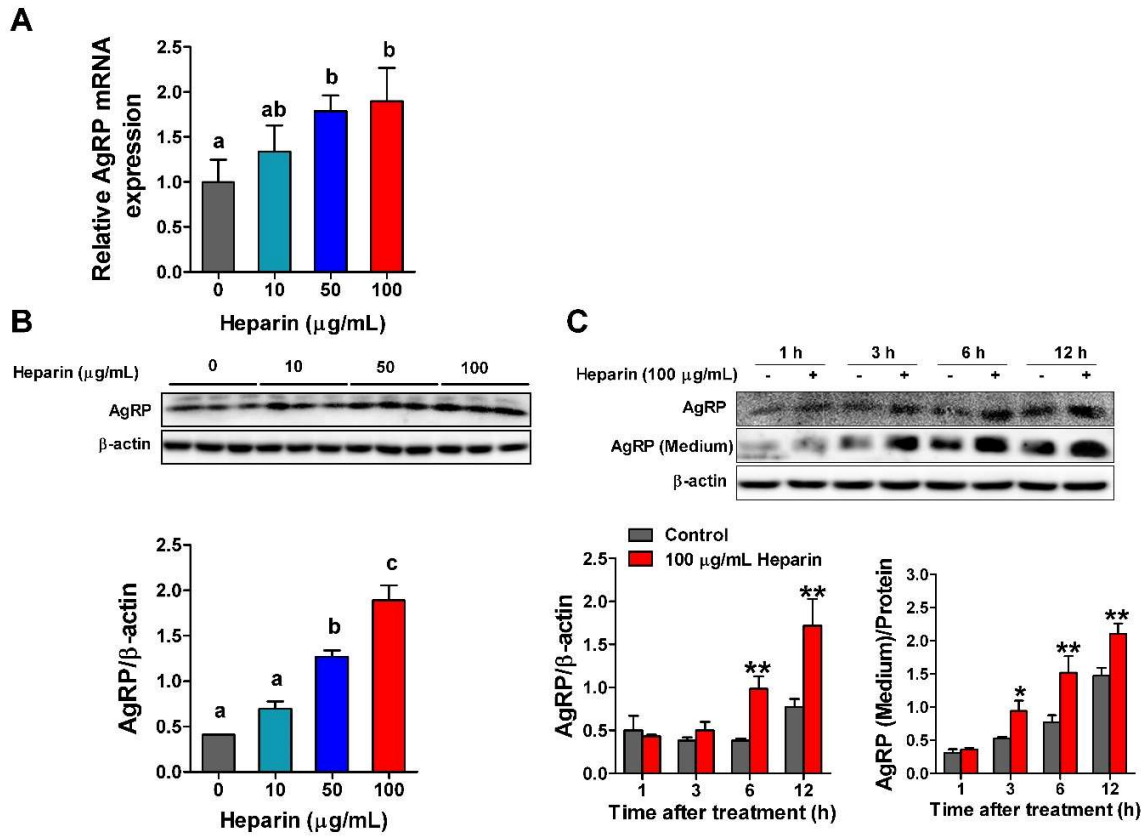 A
Relative AgRP mRNA
expression
2.5
2.0
1.5
1.0
0.5
0.0
a
ab
b
b
0 10 50 100
Heparin (μg/mL)
B
Heparin (μg/mL) 0 10 50 100
AgRP
β-actin
AgRP/β-actin
2.5
2.0
1.5
1.0
0.5
0.0
a
a
b
c
0 10 50 100
Heparin (μg/mL)
C
1 h 3 h 6 h 12 h
Heparin (100 μg/mL) - + - + - + - +
AgRP
AgRP (Medium)
β-actin
Control
100 μg/mL Heparin
AgRP/β-actin
2.5
2.0
1.5
1.0
0.5
0.0
**
**
1 3 6 12
Time after treatment (h)
AgRP (Medium)/Protein
3.0
2.5
2.0
1.5
1.0
0.5
0.0
*
**
**
1 3 6 12
Time after treatment (h)